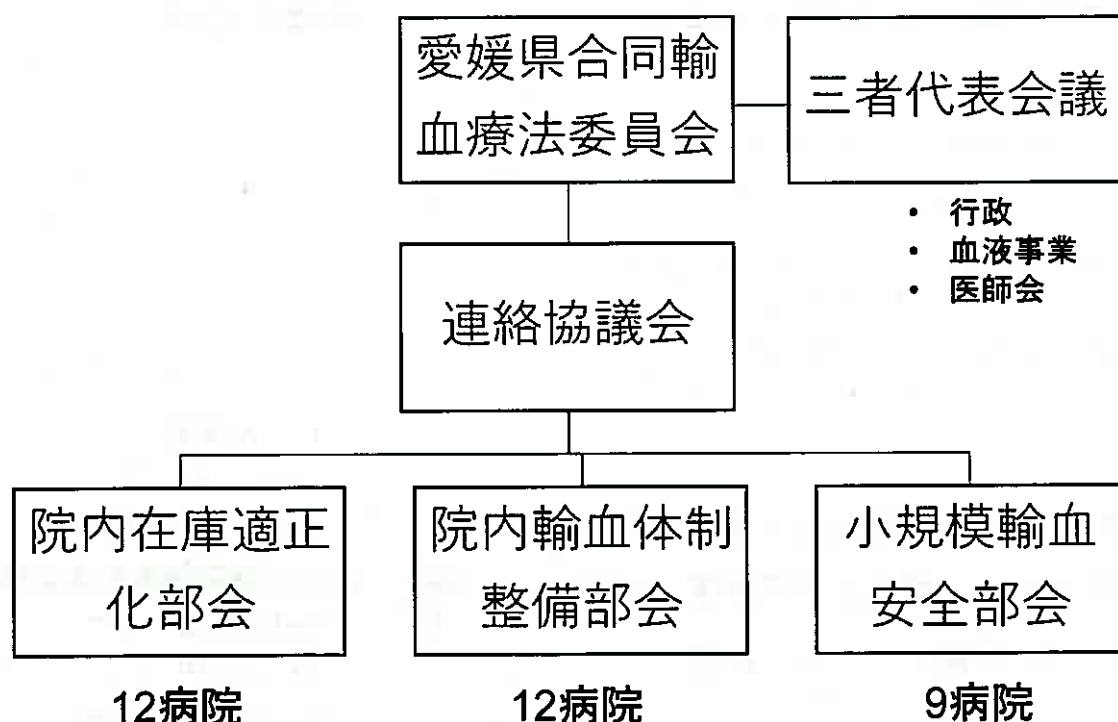 愛媛県合同輸
血療法委員会
三者代表会議
• 行政
• 血液事業
• 医師会
連絡協議会
院内在庫適正
化部会
院内輸血体制
整備部会
小規模輸血
安全部会
12病院
12病院
9病院